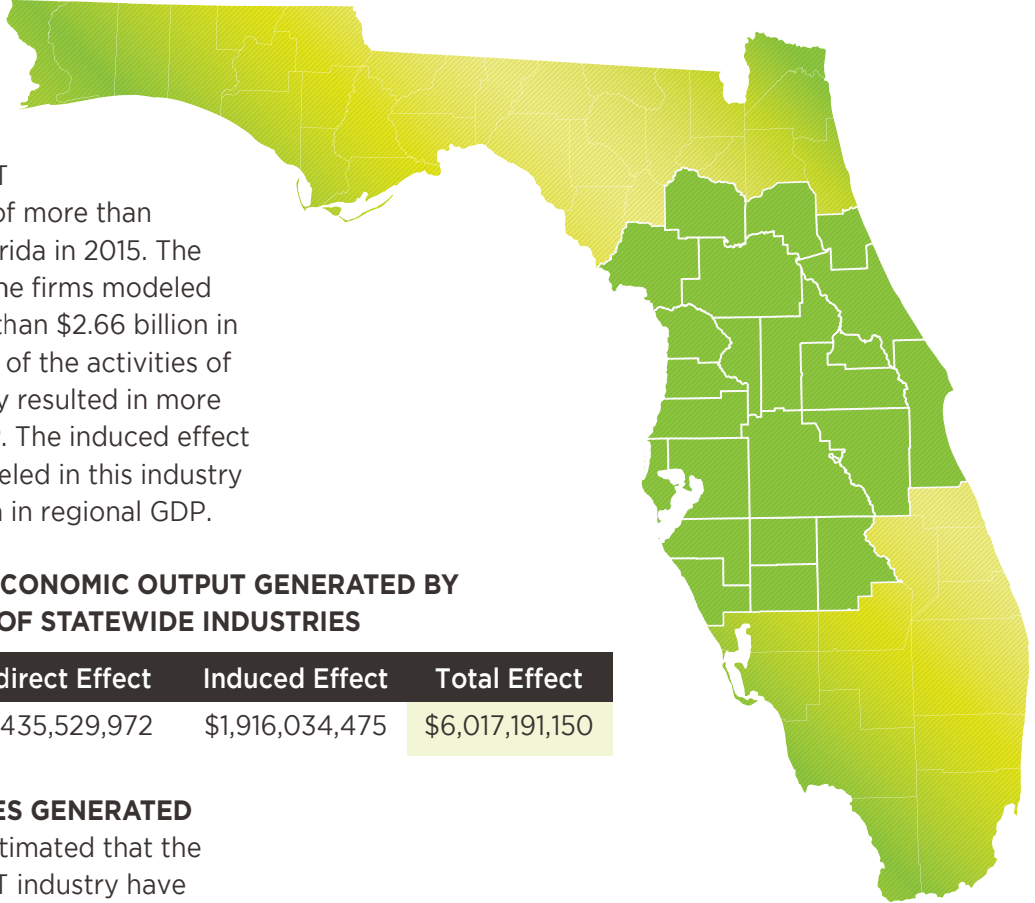 T
of more than
rida in 2015. The
he firms modeled
than $2.66 billion in
of the activities of
y resulted in more
. The induced effect
eled in this industry
in regional GDP.
CONOMIC OUTPUT GENERATED BY
OF STATEWIDE INDUSTRIES
direct Effect Induced Effect Total Effect
435,529,972 $1,916,034,475 $6,017,191,150
ES GENERATED
timated that the
T industry have